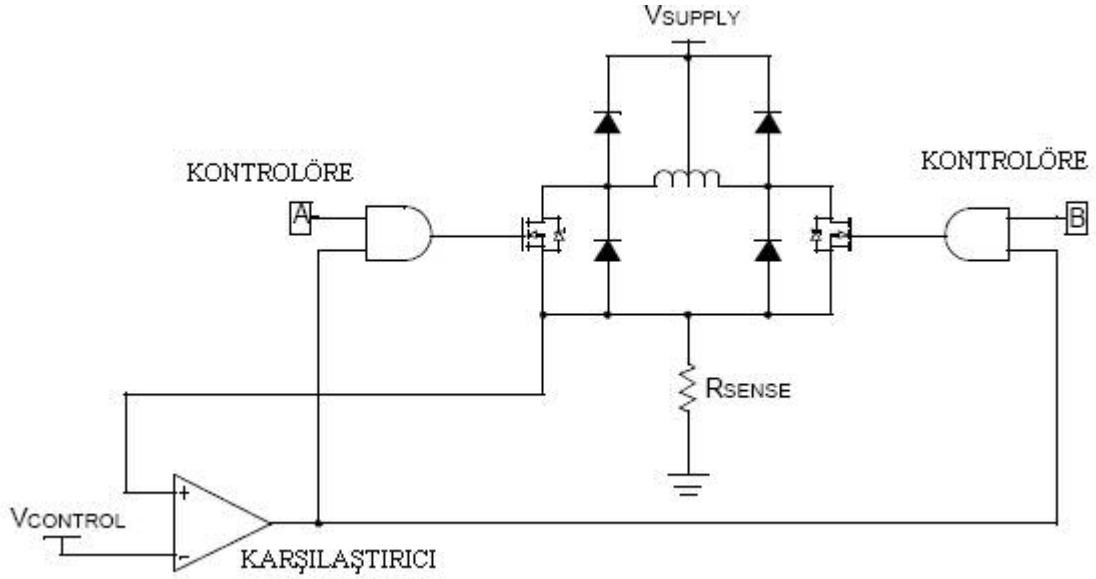 VSUPPLY
KONTROLÖRE
KONTROLÖRE
A
B
RSENSE
+
VCONTROL
-
KARŞILAŞTIRICI